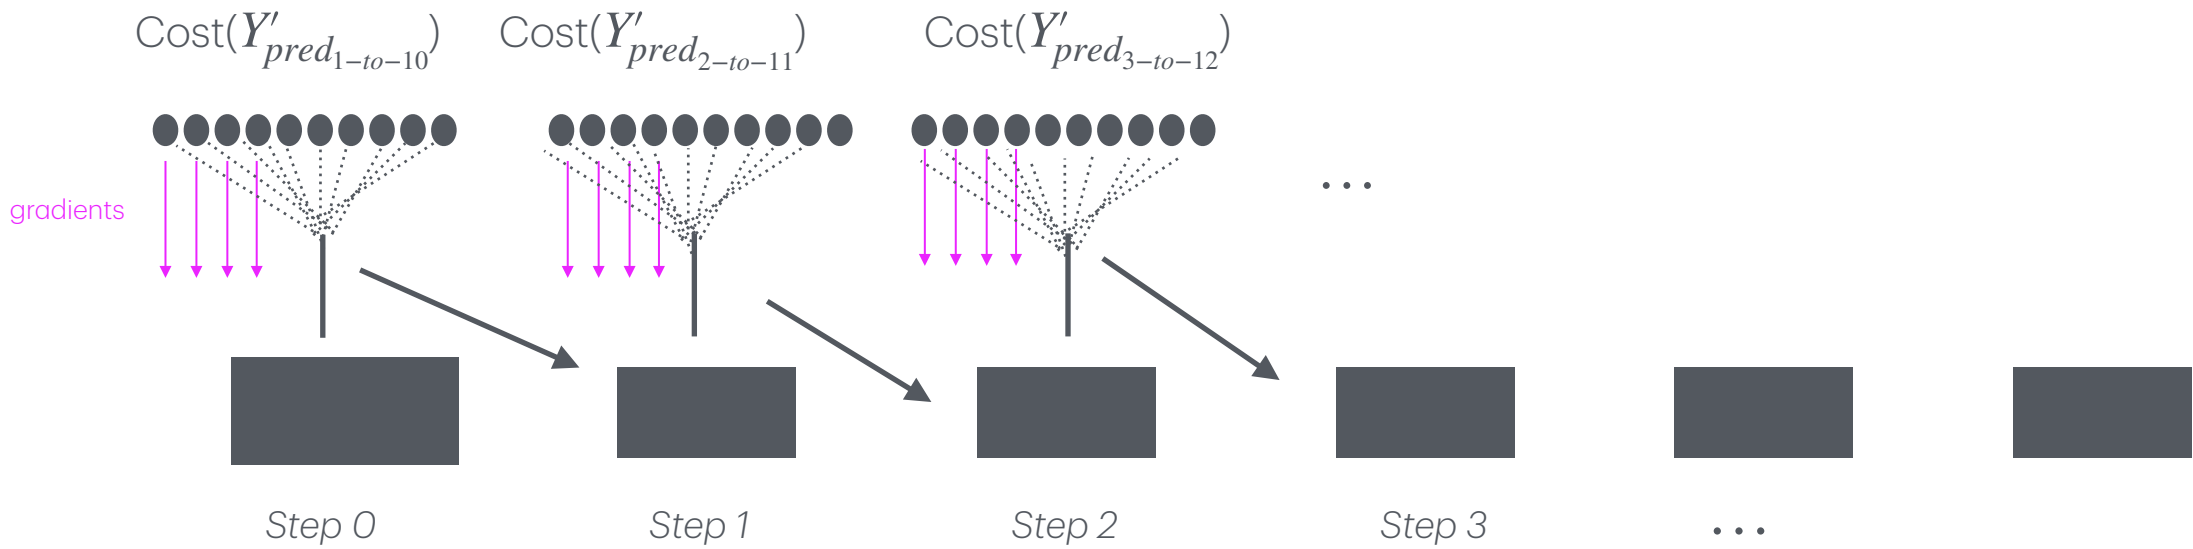 Cost(Y′pred1−to−10) Cost(Y′pred2−to−11) Cost(Y′pred3−to−12)
gradients
...
Step 0 Step 1 Step 2 Step 3 ...